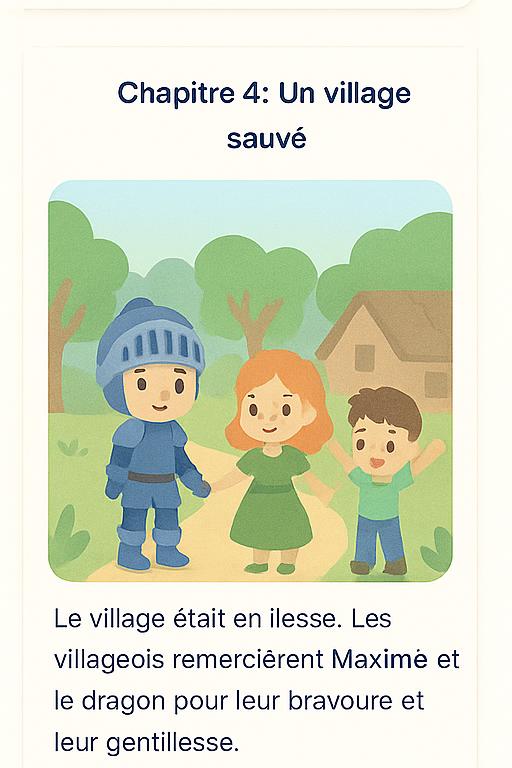 Chapitre 4: Un village
sauvé
Le village était en ilesse. Les
villageois remerciêrent Maximė et
le dragon pour leur bravoure et
leur gentillesse.